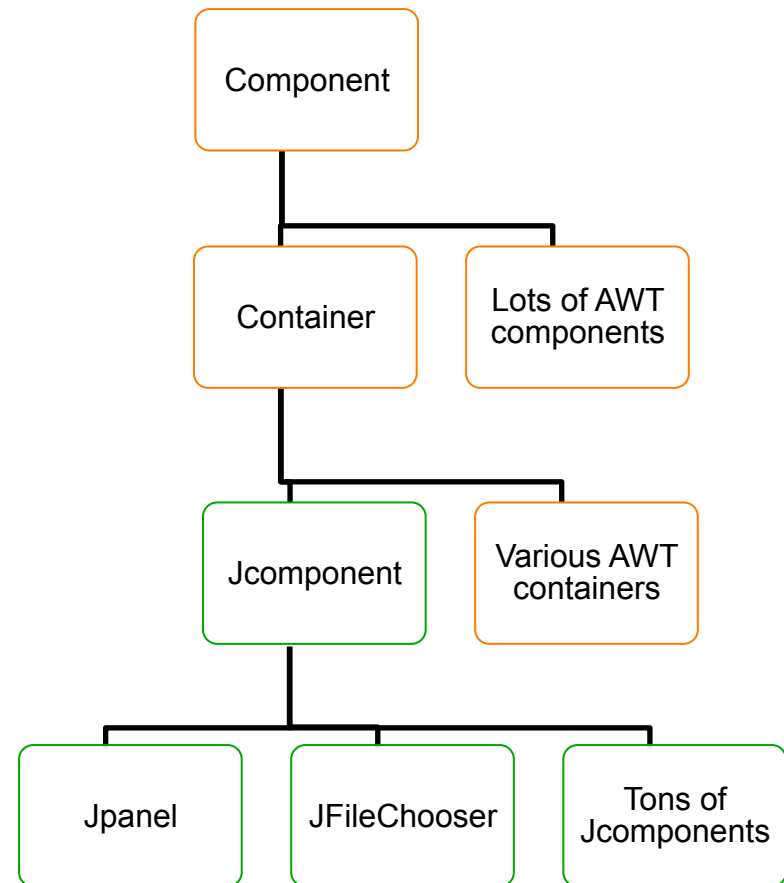 Component
Container
Lots of AWT
components
Jcomponent
Various AWT
containers
Jpanel
JFileChooser
Tons of
Jcomponents